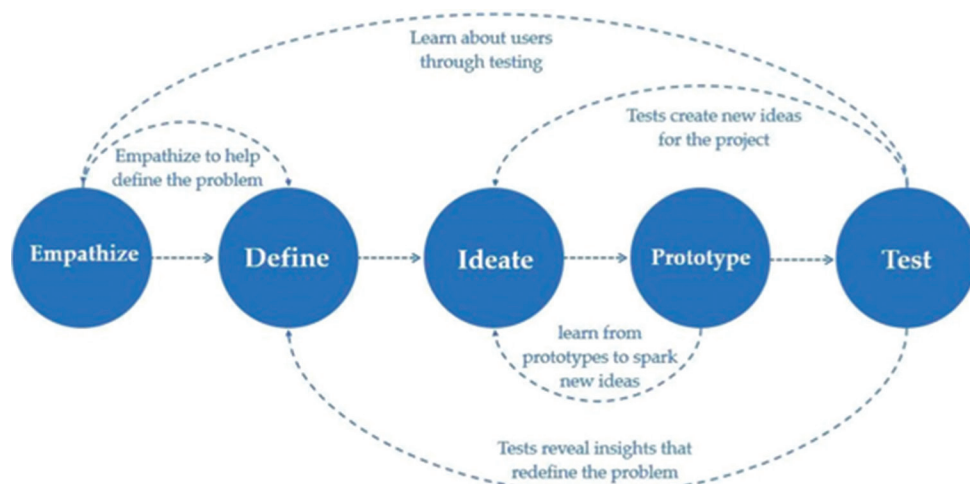 Learn about users
through testing
Tests create new ideas
for the project
Empathize to help
define the problem
Empathize
Define
Ideate
Prototype
Test
learn from
prototypes to spark
new ideas
Tests reveal insights that
redefine the problem